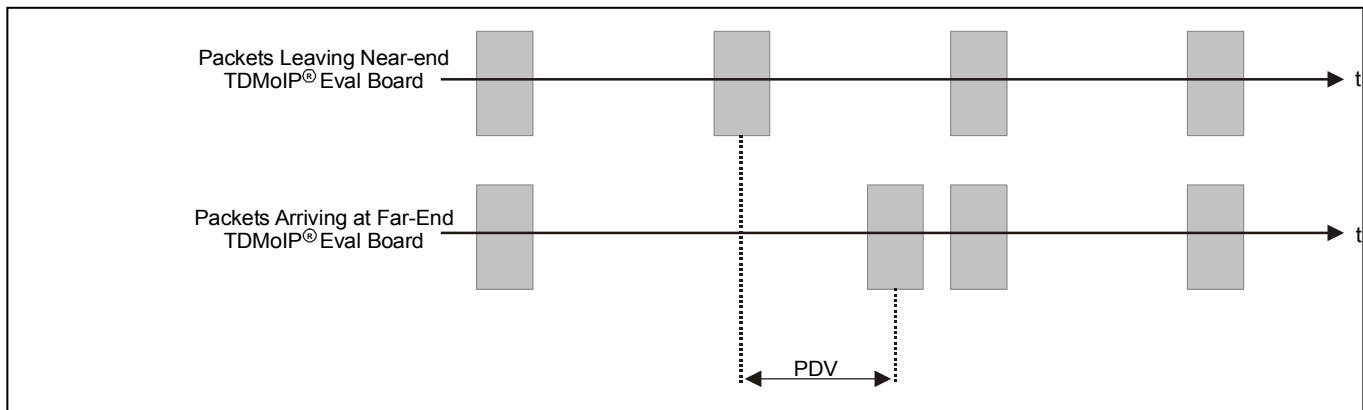 Packets Leaving Near-end
TDMoIP® Eval Board
t
Packets Arriving at Far-End
TDMoIP® Eval Board
t
PDV